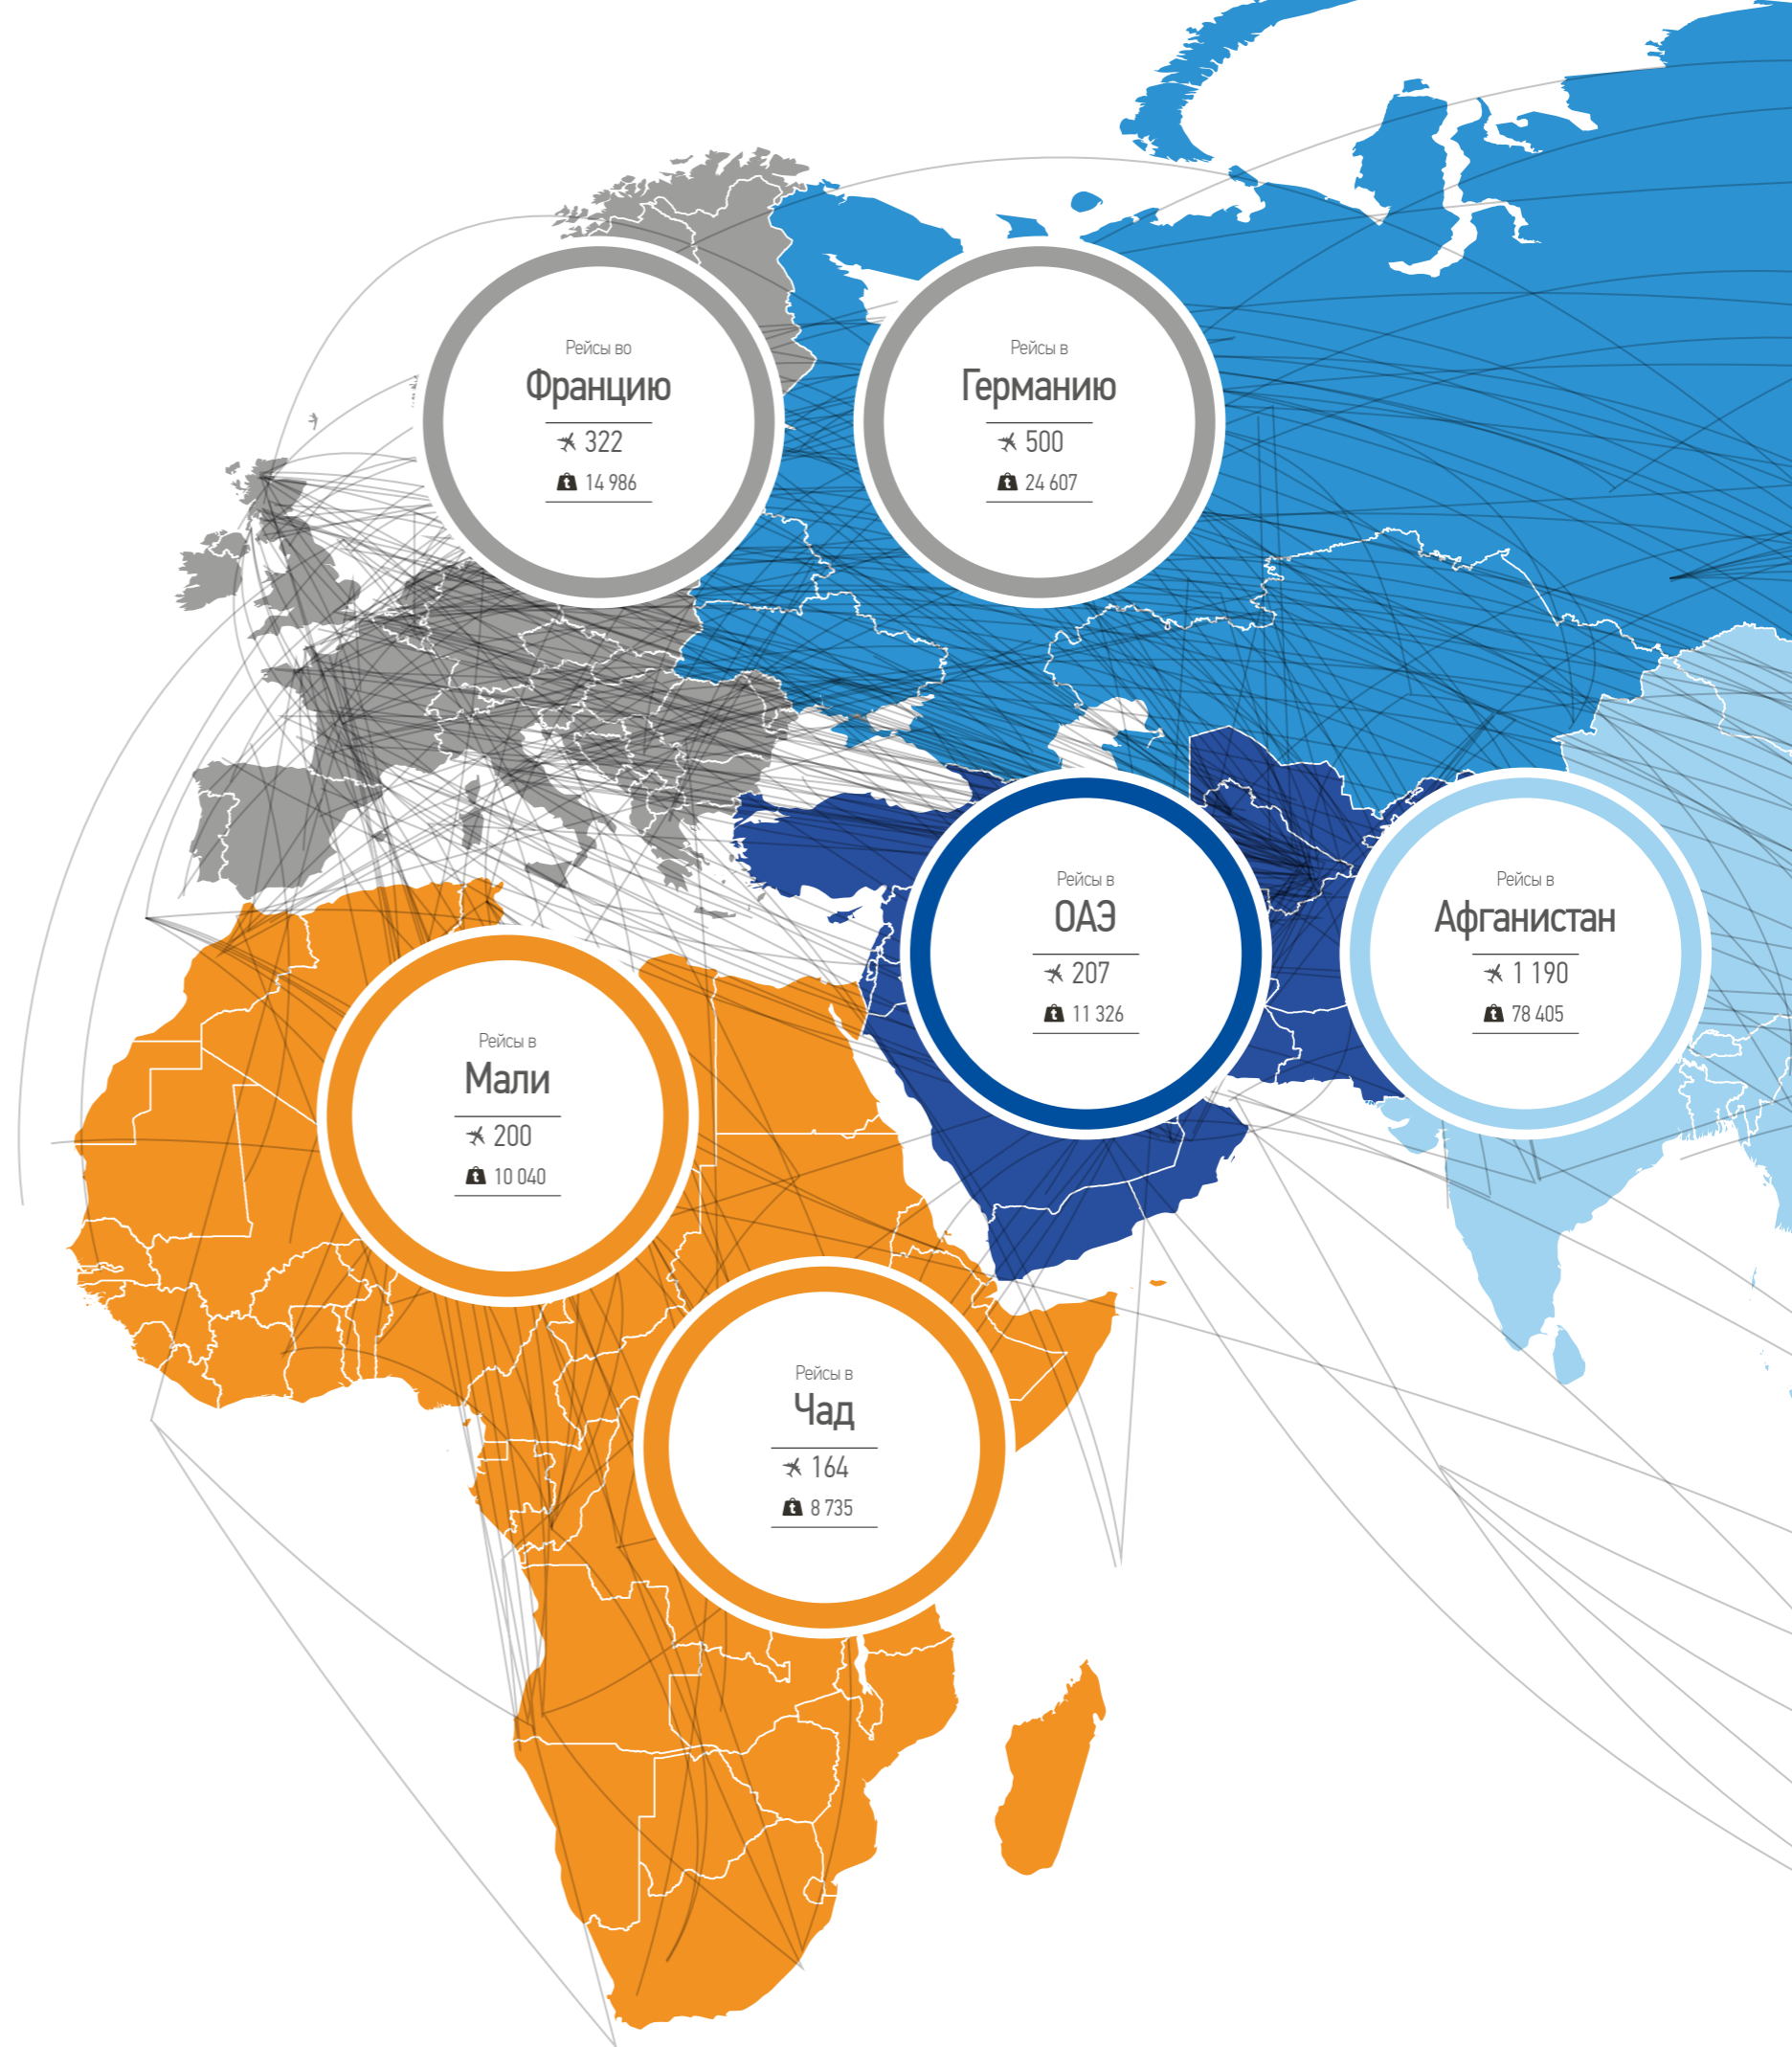 Рейсы во
Францию
322
14 986
Рейсы в
Германию
500
24 607
Рейсы в
ОАЭ
207
11 326
Рейсы в
Афганистан
1 190
78 405
Рейсы в
Мали
200
10 040
Рейсы в
Чад
164
8 735